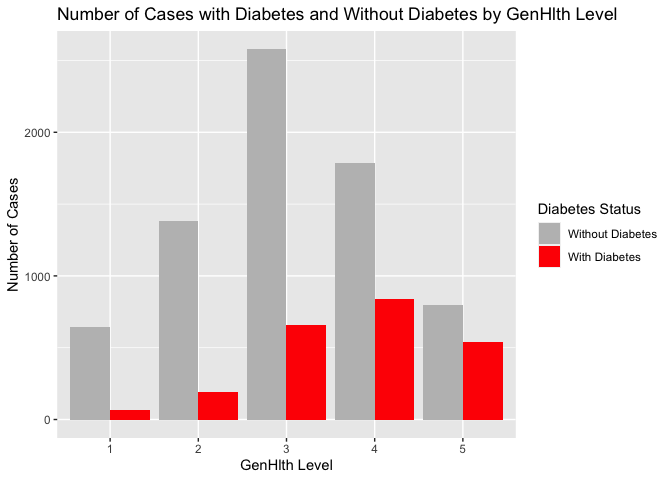 Number of Cases with Diabetes and Without Diabetes by GenHlth Level
Number of Cases
2000
1000
0
1 2 3 4 5
GenHlth Level
Diabetes Status
Without Diabetes
With Diabetes